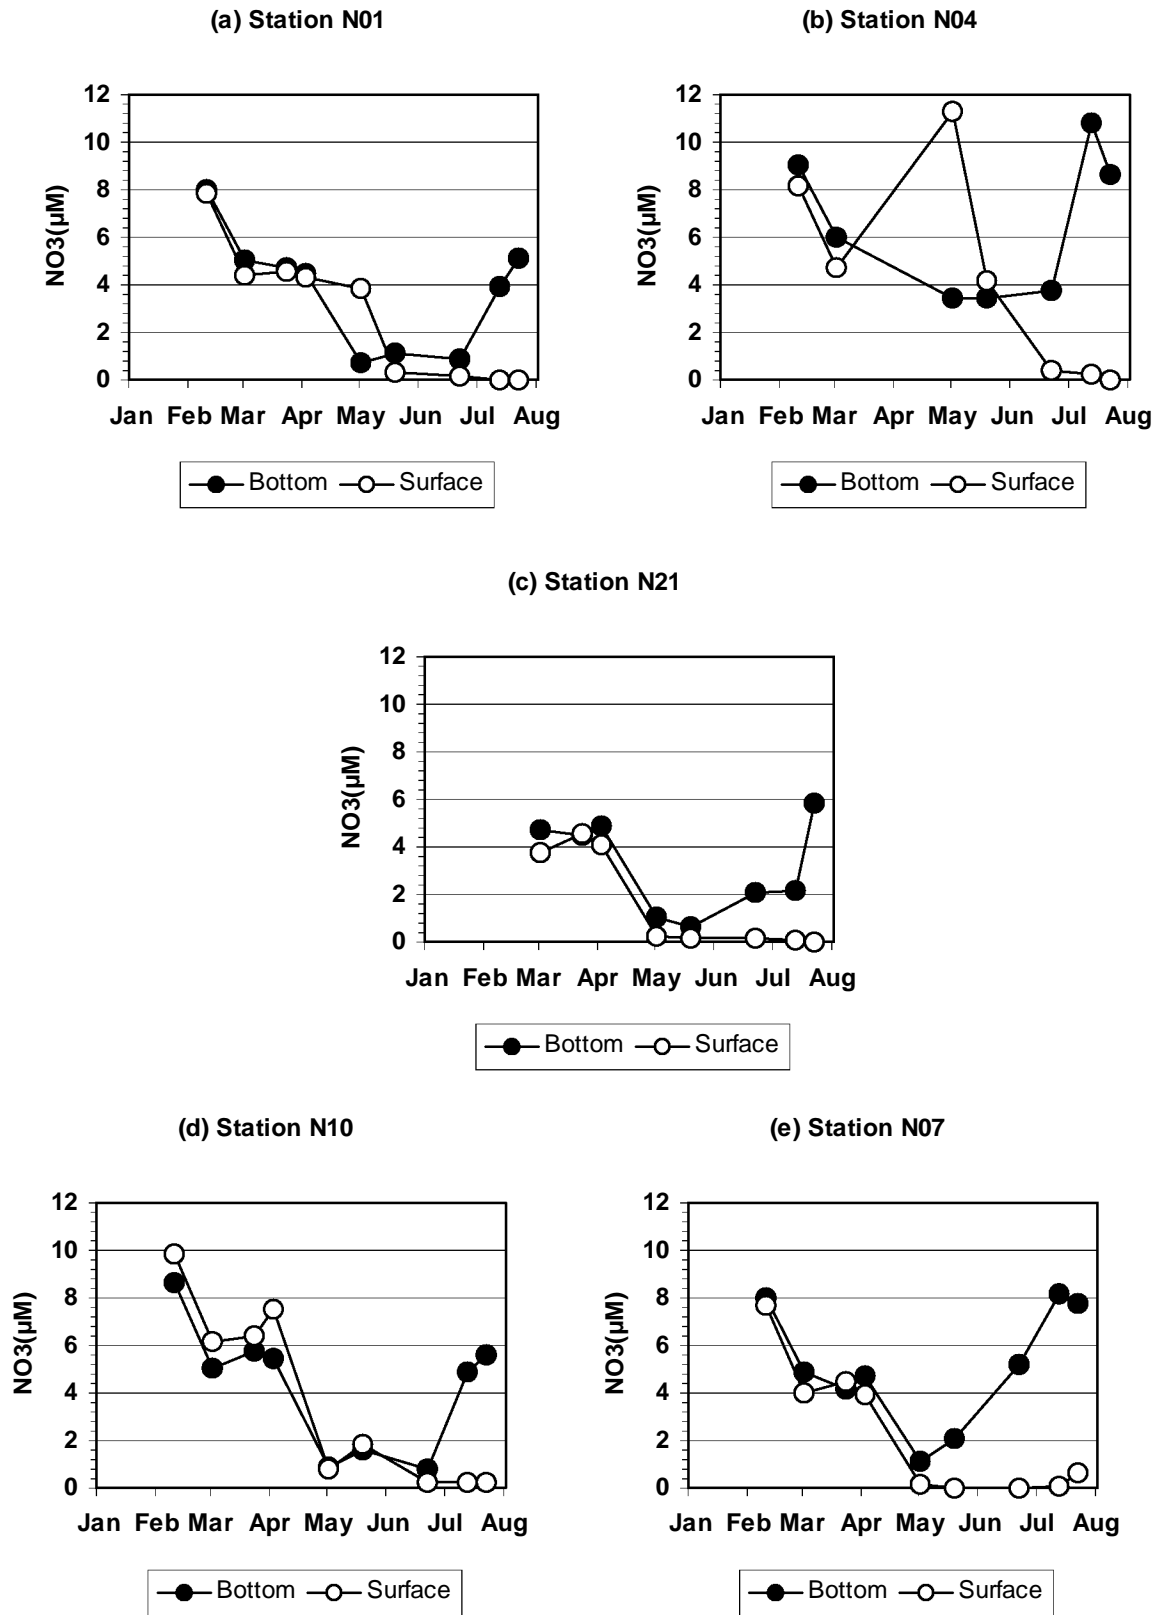 (a) Station N01
12
10
8
6
4
2
0
NO3(µM)
Jan Feb Mar Apr May Jun Jul Aug
Bottom Surface
(b) Station N04
12
10
8
6
4
2
0
NO3(µM)
Jan Feb Mar Apr May Jun Jul Aug
Bottom Surface
(c) Station N21
12
10
8
6
4
2
0
NO3(µM)
Jan Feb Mar Apr May Jun Jul Aug
Bottom Surface
(d) Station N10
12
10
8
6
4
2
0
NO3(µM)
Jan Feb Mar Apr May Jun Jul Aug
Bottom Surface
(e) Station N07
12
10
8
6
4
2
0
NO3(µM)
Jan Feb Mar Apr May Jun Jul Aug
Bottom Surface